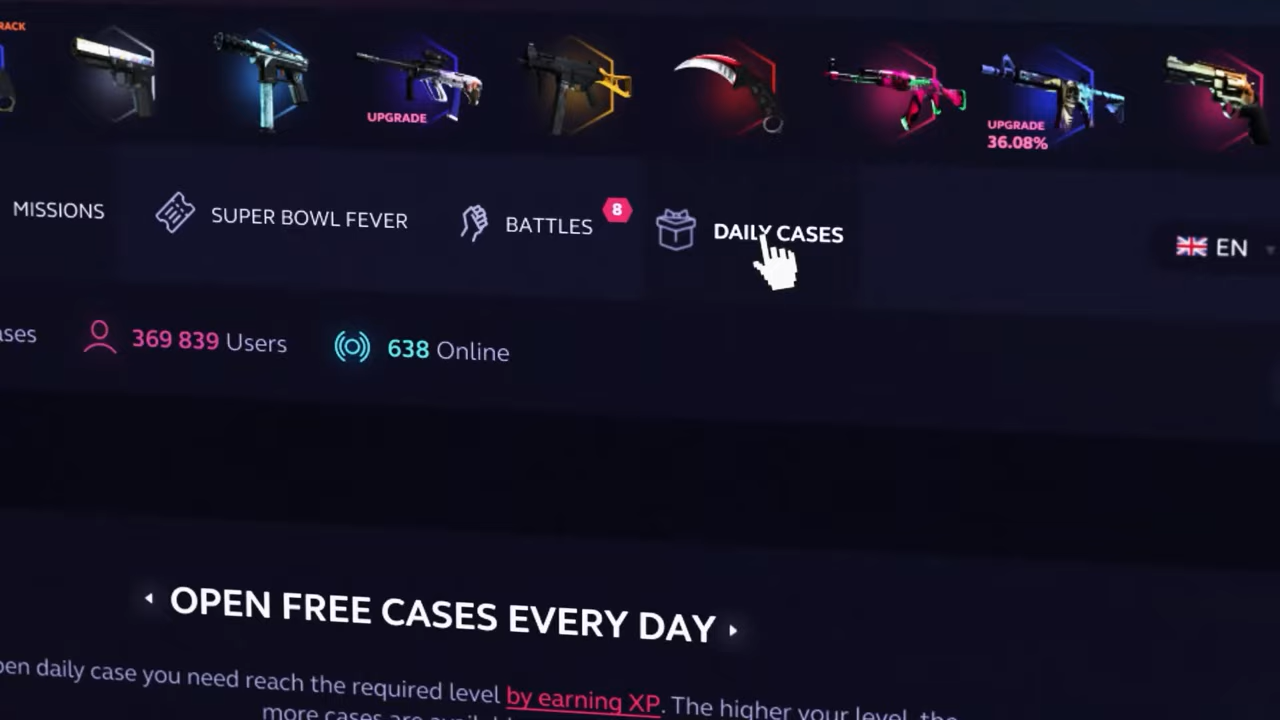 RACK
UPGRADE
UPGRADE
36.08%
MISSIONS
SUPER BOWL FEVER
BATTLES
8
DAILY CASES
EN
369 839 Users
638 Online
OPEN FREE CASES EVERY DAY
daily case you need reach the required level by earning XP. The higher your level, the
more cases are